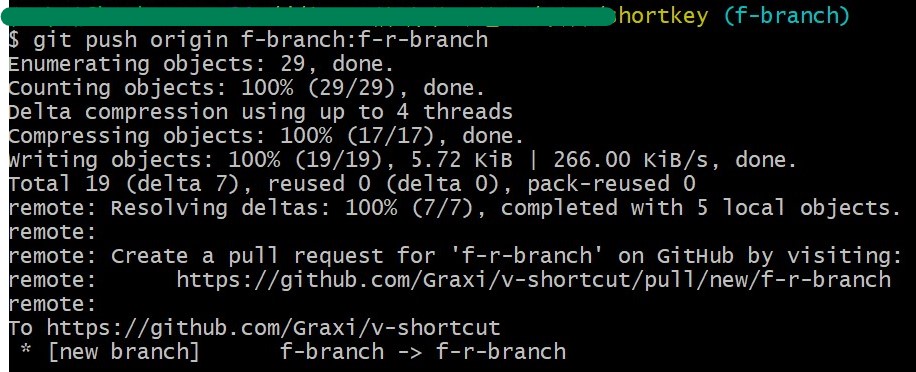 hortkey (f-branch)
$ git push origin f-branch:f-r-branch
Enumerating objects: 29, done.
Counting objects: 100% (29/29), done.
Delta compression using up to 4 threads
Compressing objects: 100% (17/17), done.
Writing objects: 100% (19/19), 5.72 KiB | 266.00 KiB/s, done.
Total 19 (delta 7), reused 0 (delta 0), pack-reused 0
remote: Resolving deltas: 100% (7/7), completed with 5 local objects.
remote:
remote: Create a pull request for 'f-r-branch' on GitHub by visiting:
remote:      https://github.com/Graxi/v-shortcut/pull/new/f-r-branch
remote:
To https://github.com/Graxi/v-shortcut
 * [new branch]      f-branch -> f-r-branch